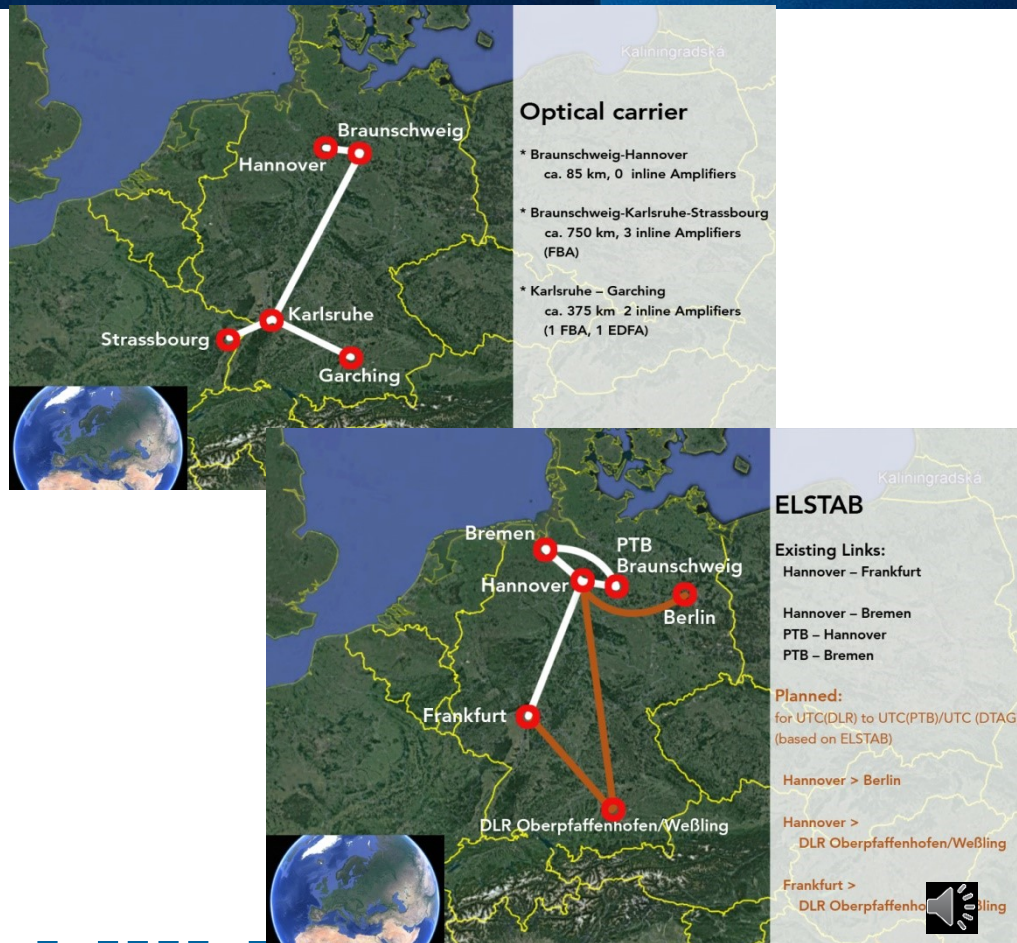 Kaliningradska
Optical carrier
* Braunschweig-Hannover
ca. 85 km, 0 inline Amplifiers
* Braunschweig-Karlsruhe-Strassbourg
ca. 750 km, 3 inline Amplifiers
(FBA)
* Karlsruhe – Garching
ca. 375 km 2 inline Amplifiers
(1 FBA, 1 EDFA)
Braunschweig
Hannover
Karlsruhe
Strassbourg
Garching
Kaliningradska
ELSTAB
Existing Links:
Hannover – Frankfurt
Hannover – Bremen
PTB – Hannover
PTB – Bremen
Planned:
for UTC(DLR) to UTC(PTB)/UTC (DTAG
(based on ELSTAB)
Hannover > Berlin
Hannover >
DLR Oberpfaffenhofen/Weßling
Frankfurt >
DLR
Bremen
PTB
Braunschweig
Hannover
Berlin
Frankfurt
DLR Oberpfaffenhofen/Weßling